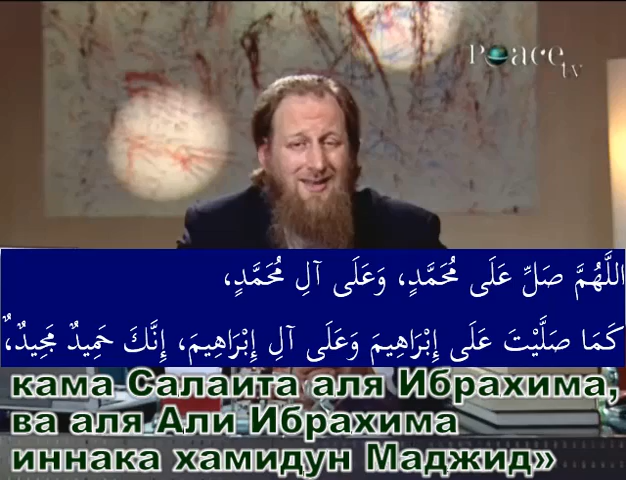 Peace tv
اللَّهُمَّ صَلِّ عَلَى مُحَمَّدٍ، وَعَلَى آلِ مُحَمَّدٍ،
كَمَا صَلَّيْتَ عَلَى إِبْرَاهِيمَ وَعَلَى آلِ إِبْرَاهِيمَ، إِنَّكَ حَمِيدٌ مَجِيدٌ،ٌ
кама Салаита аля Ибрахима,
ва аля Али Ибрахима
иннака хамидун Маджид»